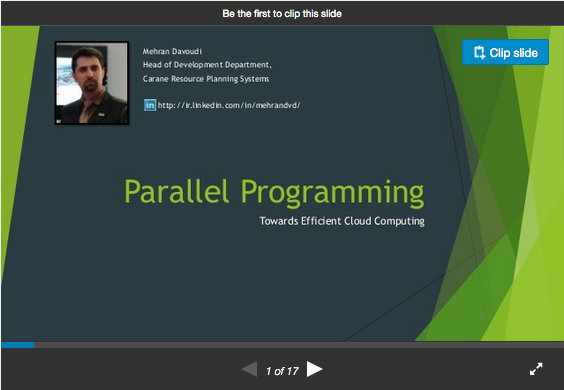 Be the first to clip this slide
Mehran Davoudi
Head of Development Department,
Carane Resource Planning Systems
in http://ir.linkedin.com/in/mehrandvd/
Clip slide
Parallel Programming
Towards Efficient Cloud Computing
1 of 17